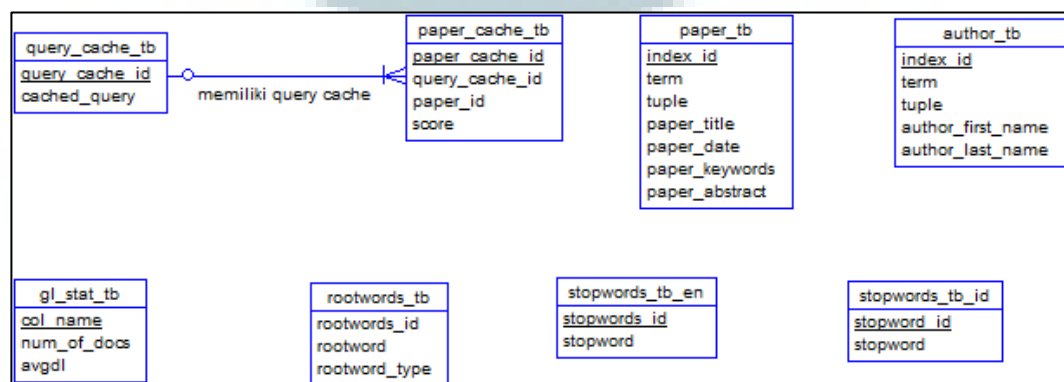 query_cache_tb
query_cache_id
cached_query
memiliki query cache
paper_cache_tb
paper_cache_id
query_cache_id
paper_id
score
paper_tb
index_id
term
tuple
paper_title
paper_date
paper_keywords
paper_abstract
author_tb
index_id
term
tuple
author_first_name
author_last_name
gl_stat_tb
col_name
num_of_docs
avgdl
rootwords_tb
rootwords_id
rootword
rootword_type
stopwords_tb_en
stopwords_id
stopword
stopwords_tb_id
stopword_id
stopword